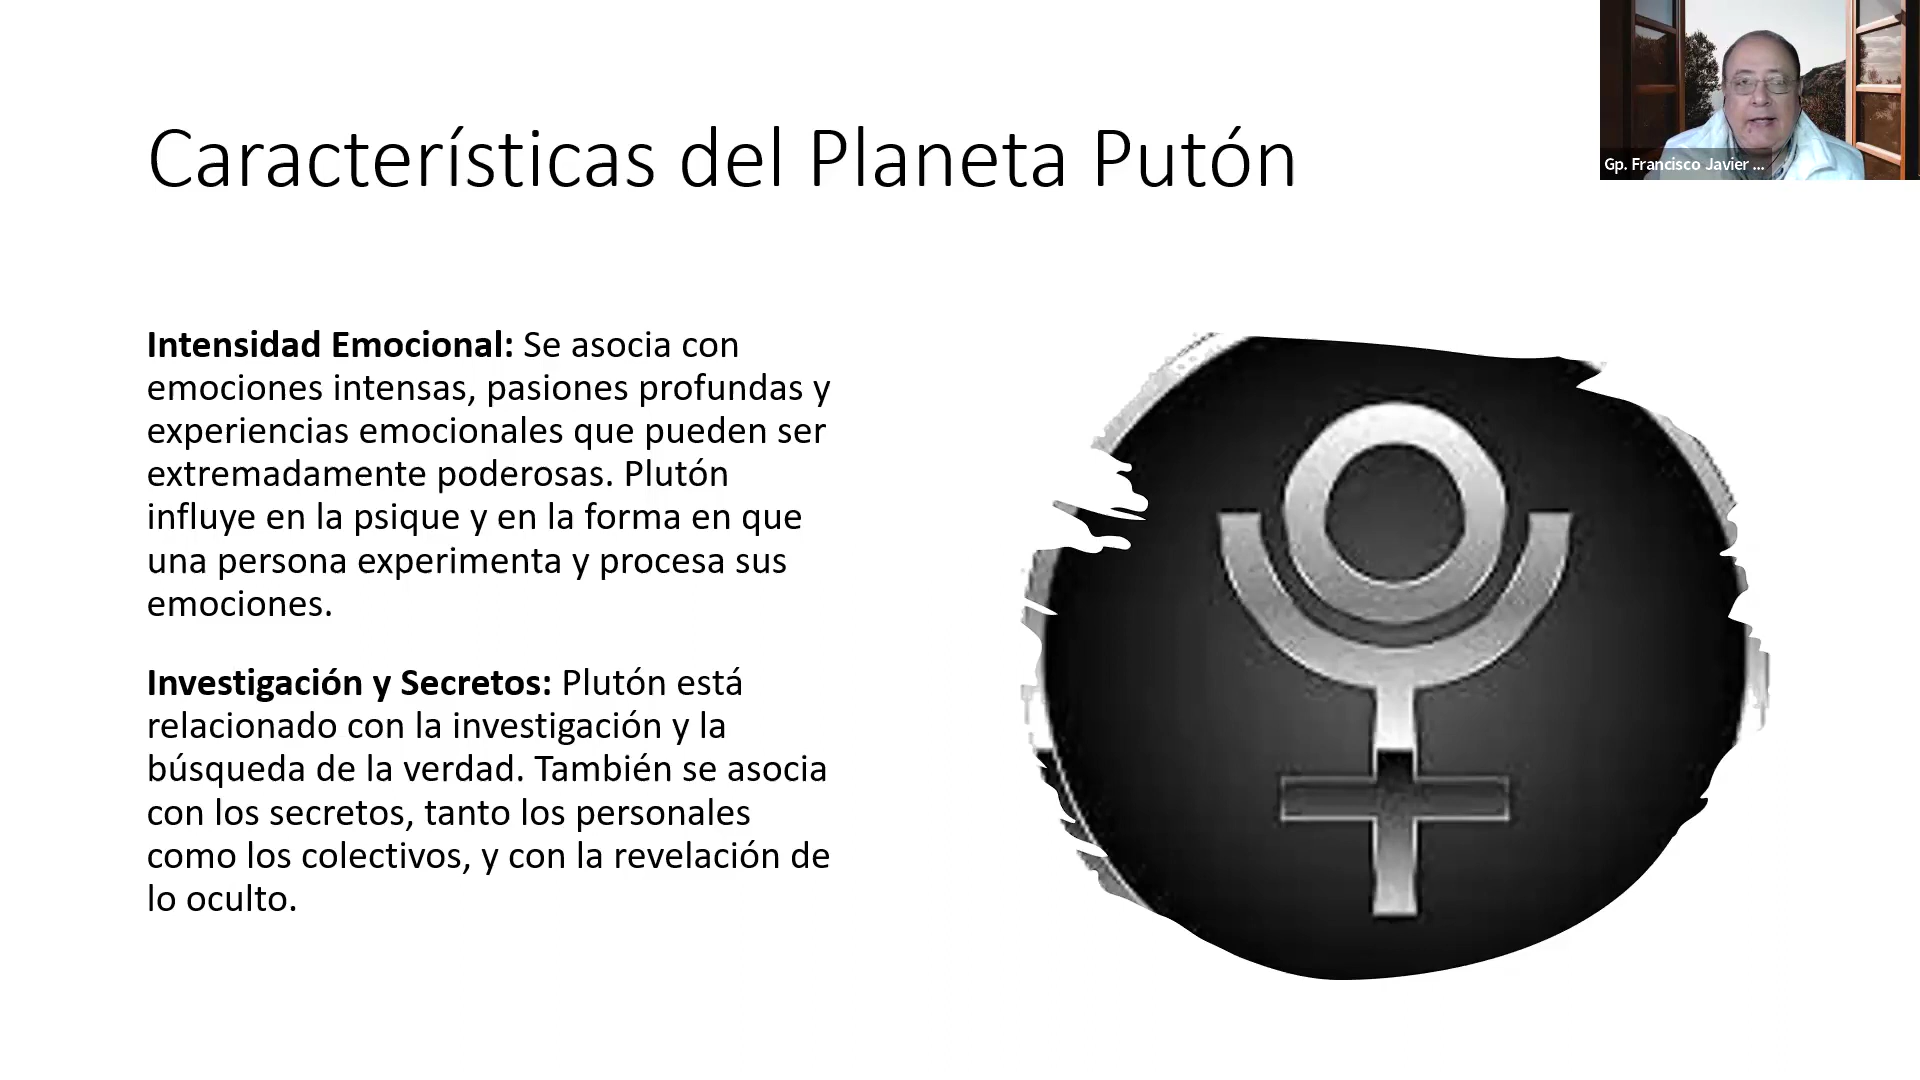 Características del Planeta Putón
Gp. Francisco Javier ...
Intensidad Emocional: Se asocia con
emociones intensas, pasiones profundas y
experiencias emocionales que pueden ser
extremadamente poderosas. Plutón
influye en la psique y en la forma en que
una persona experimenta y procesa sus
emociones.
Investigación y Secretos: Plutón está
relacionado con la investigación y la
búsqueda de la verdad. También se asocia
con los secretos, tanto los personales
como los colectivos, y con la revelación de
lo oculto.